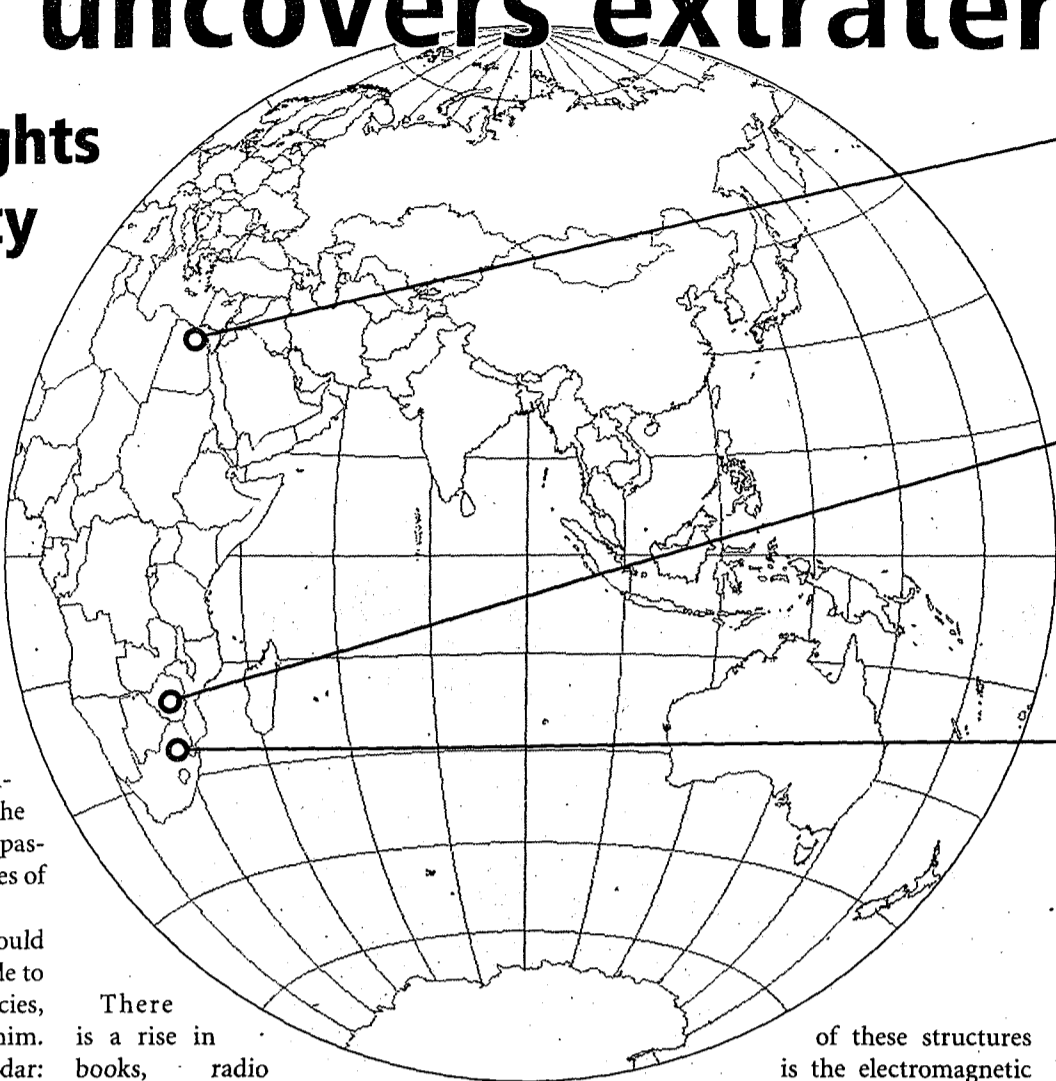 uncovers extrater
ghts
ty
he
pas-
es of
ould
le to
cies,
him.
dar:
There
is a rise in
books, radio
of these structures
is the electromagnetic